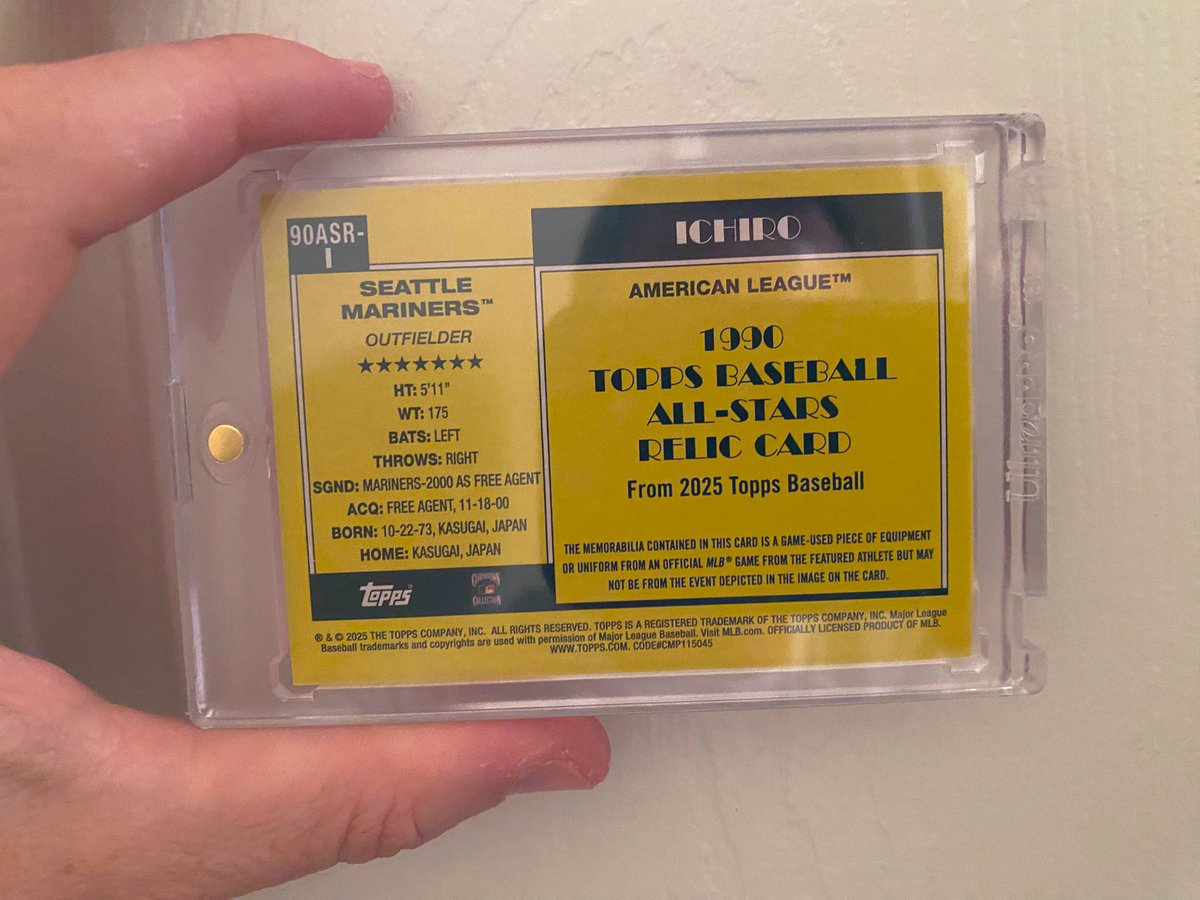 90ASR-
I
SEATTLE
MARINERS™
OUTFIELDER
★★★★★★★
HT: 5'11"
WT: 175
BATS: LEFT
THROWS: RIGHT
SGND: MARINERS-2000 AS FREE AGENT
ACQ: FREE AGENT, 11-18-00
BORN: 10-22-73, KASUGAI, JAPAN
HOME: KASUGAI, JAPAN
topps®
COLLECTION
ICHIRO
AMERICAN LEAGUE™
1990
TOPPS BASEBALL
ALL-STARS
RELIC CARD
From 2025 Topps Baseball
THE MEMORABILIA CONTAINED IN THIS CARD IS A GAME-USED PIECE OF EQUIPMENT
OR UNIFORM FROM AN OFFICIAL MLB® GAME FROM THE FEATURED ATHLETE BUT MAY
NOT BE FROM THE EVENT DEPICTED IN THE IMAGE ON THE CARD.
® & © 2025 THE TOPPS COMPANY, INC. ALL RIGHTS RESERVED. TOPPS IS A REGISTERED TRADEMARK OF THE TOPPS COMPANY, INC. Major League
Baseball trademarks and copyrights are used with permission of Major League Baseball. Visit MLB.com. OFFICIALLY LICENSED PRODUCT OF MLB.
WWW.TOPPS.COM. CODE#CMP115045